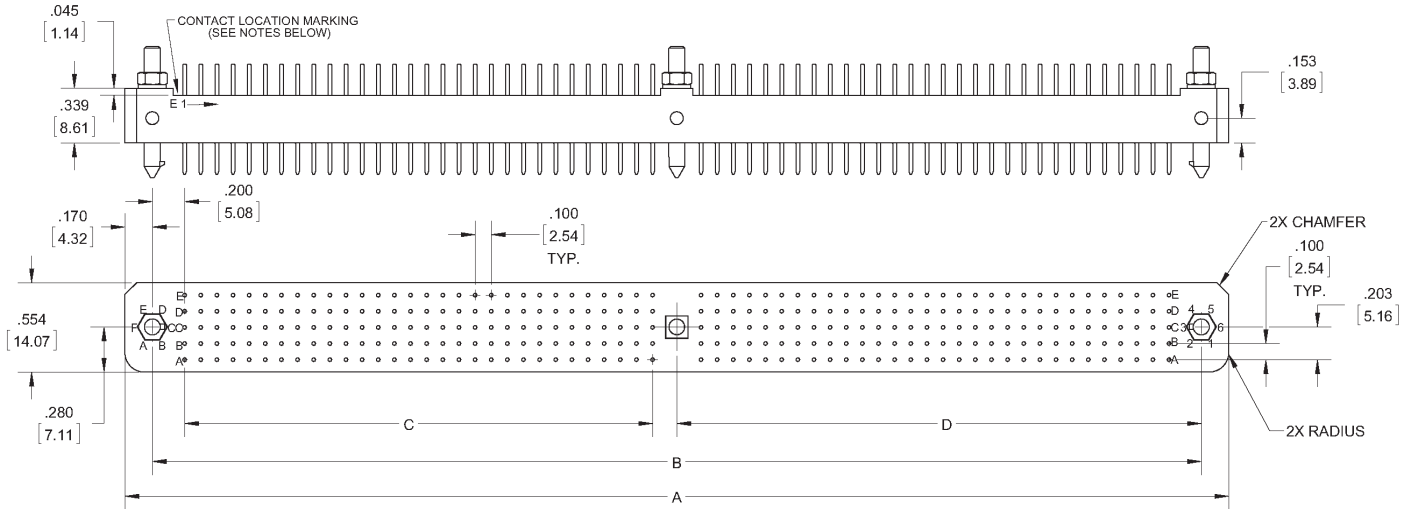 .045
[1.14]
CONTACT LOCATION MARKING
(SEE NOTES BELOW)
.153
[3.89]
E 1
.339
[8.61]
.200
[5.08]
.170
[4.32]
.100
[2.54]
TYP.
2X CHAMFER
.100
[2.54]
TYP.
.203
[5.16]
.554
[14.07]
E D
F C
A B
E
D
C
B
A
E
D
C
B
A
4 5
3 6
2 1
.280
[7.11]
C
D
2X RADIUS
B
A